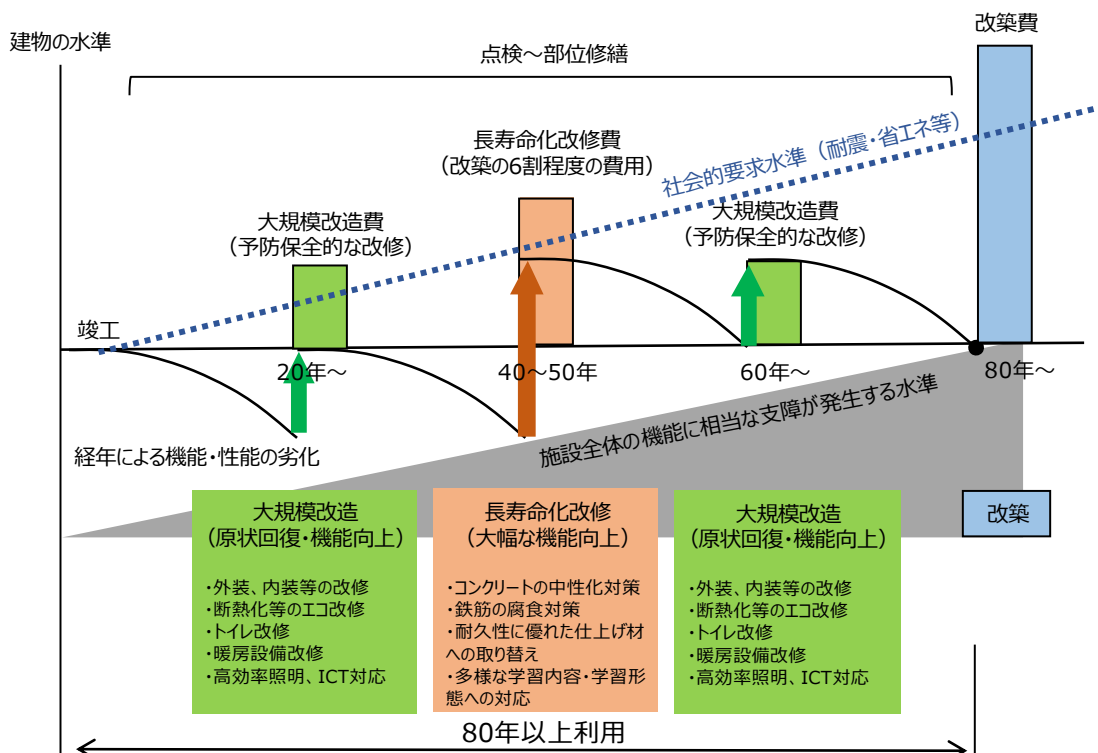 改築費
建物の水準
点検～部位修繕
長寿命化改修費
（改築の6割程度の費用）
社会的要求水準（耐震・省エネ等）
大規模改造費
（予防保全的な改修）
大規模改造費
（予防保全的な改修）
竣工
20年～
40～50年
60年～
80年～
経年による機能・性能の劣化
施設全体の機能に相当な支障が発生する水準
大規模改造
（原状回復・機能向上）
・外装、内装等の改修
・断熱化等のエコ改修
・トイレ改修
・暖房設備改修
・高効率照明、ICT対応
長寿命化改修
（大幅な機能向上）
・コンクリートの中性化対策
・鉄筋の腐食対策
・耐久性に優れた仕上げ材
への取り替え
・多様な学習内容・学習形
態への対応
大規模改造
（原状回復・機能向上）
・外装、内装等の改修
・断熱化等のエコ改修
・トイレ改修
・暖房設備改修
・高効率照明、ICT対応
改築
80年以上利用